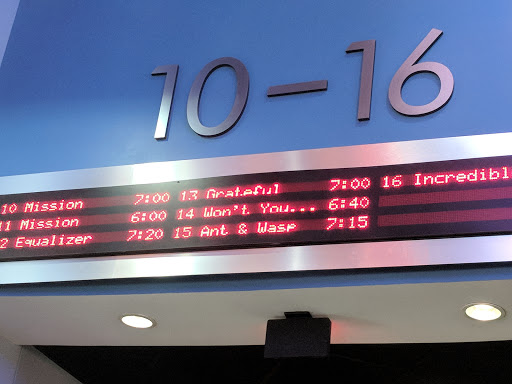 10-16
10 Mission 7:00 13 Grateful 7:00 16 Incredibl
11 Mission 6:00 14 Won't You... 6:40
2 Equalizer 7:20 15 Ant & Wasp 7:15